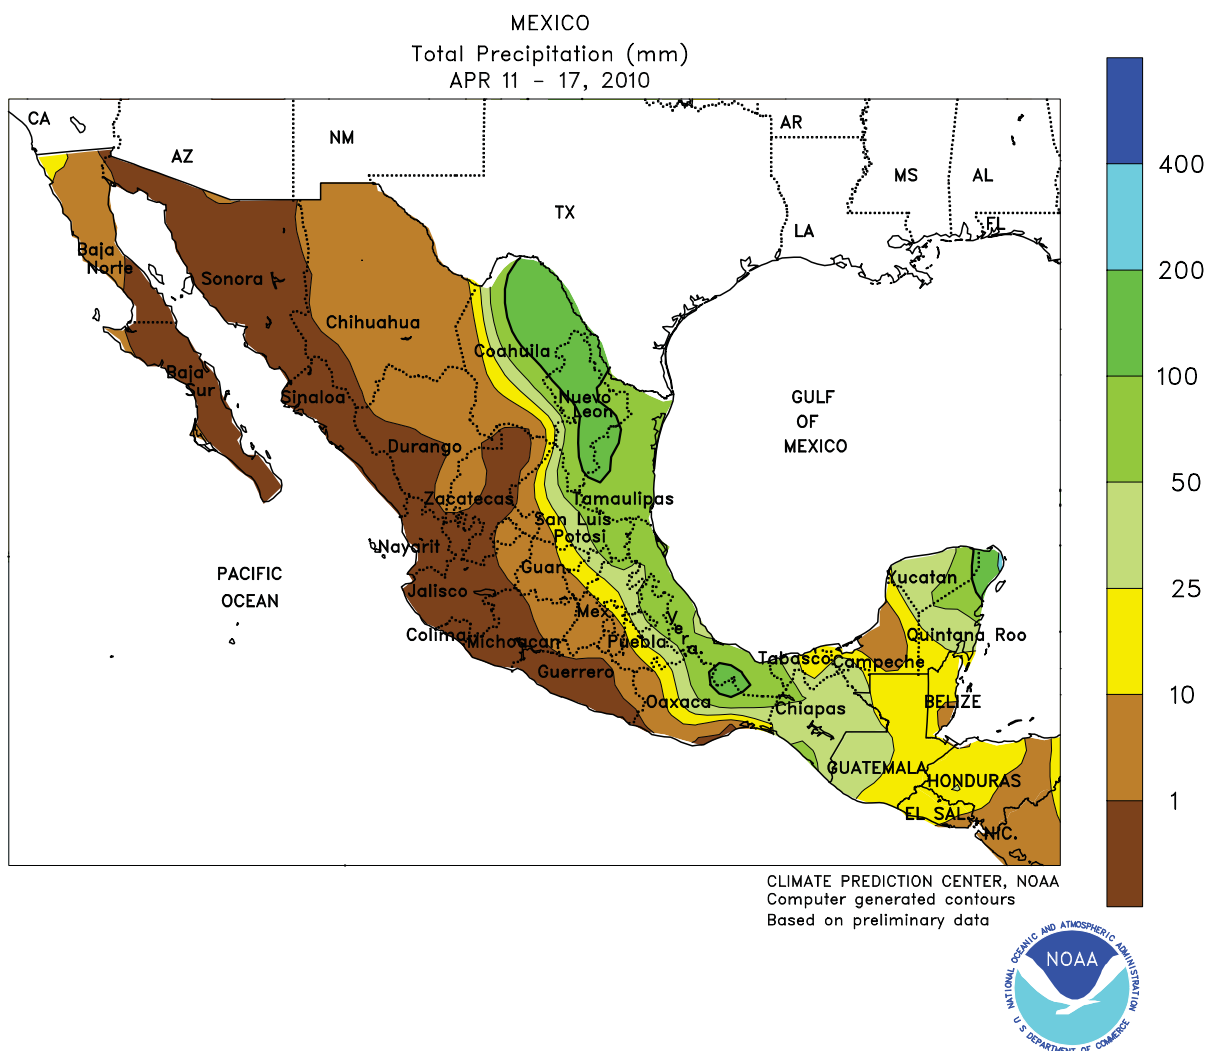 MEXICO
Total Precipitation (mm)
APR 11 - 17, 2010
CA
AZ
NM
TX
AR
MS
AL
LA
FL
400
200
100
50
25
10
1
Baja
Norte
Sonora
Chihuahua
Coahuila
Baja
Sur
Sinaloa
Nuevo
Leon
GULF
OF
MEXICO
Durango
Zacatecas
Tamaulipas
San Luis
Potosi
Nayarit
Guan.
PACIFIC
OCEAN
Jalisco
Yucatan
Mex.
Vera
Colima
Michoacan
Puebla
Quintana Roo
Guerrero
Tabasco
Campeche
Oaxaca
Chiapas
BELIZE
GUATEMALA
HONDURAS
EL SAL.
NIC.
CLIMATE PREDICTION CENTER, NOAA
Computer generated contours
Based on preliminary data
NATIONAL OCEANIC AND ATMOSPHERIC ADMINISTRATION
NOAA
U S DEPARTMENT OF COMMERCE